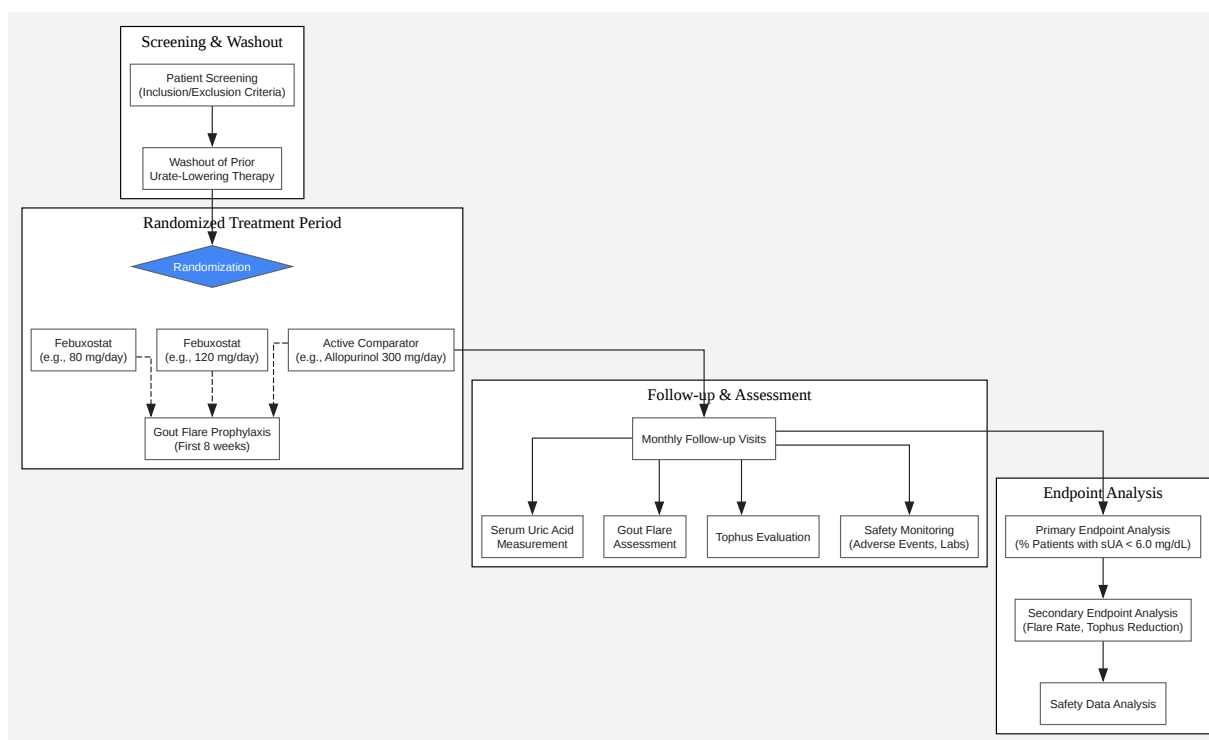 Screening & Washout
Patient Screening
(Inclusion/Exclusion Criteria)
Washout of Prior
Urate-Lowering Therapy
Randomized Treatment Period
Randomization
Febuxostat
(e.g., 80 mg/day)
Febuxostat
(e.g., 120 mg/day)
Active Comparator
(e.g., Allopurinol 300 mg/day)
Gout Flare Prophylaxis
(First 8 weeks)
Follow-up & Assessment
Monthly Follow-up Visits
Serum Uric Acid
Measurement
Gout Flare
Assessment
Tophus Evaluation
Safety Monitoring
(Adverse Events, Labs)
Endpoint Analysis
Primary Endpoint Analysis
(% Patients with sUA < 6.0 mg/dL)
Secondary Endpoint Analysis
(Flare Rate, Tophus Reduction)
Safety Data Analysis